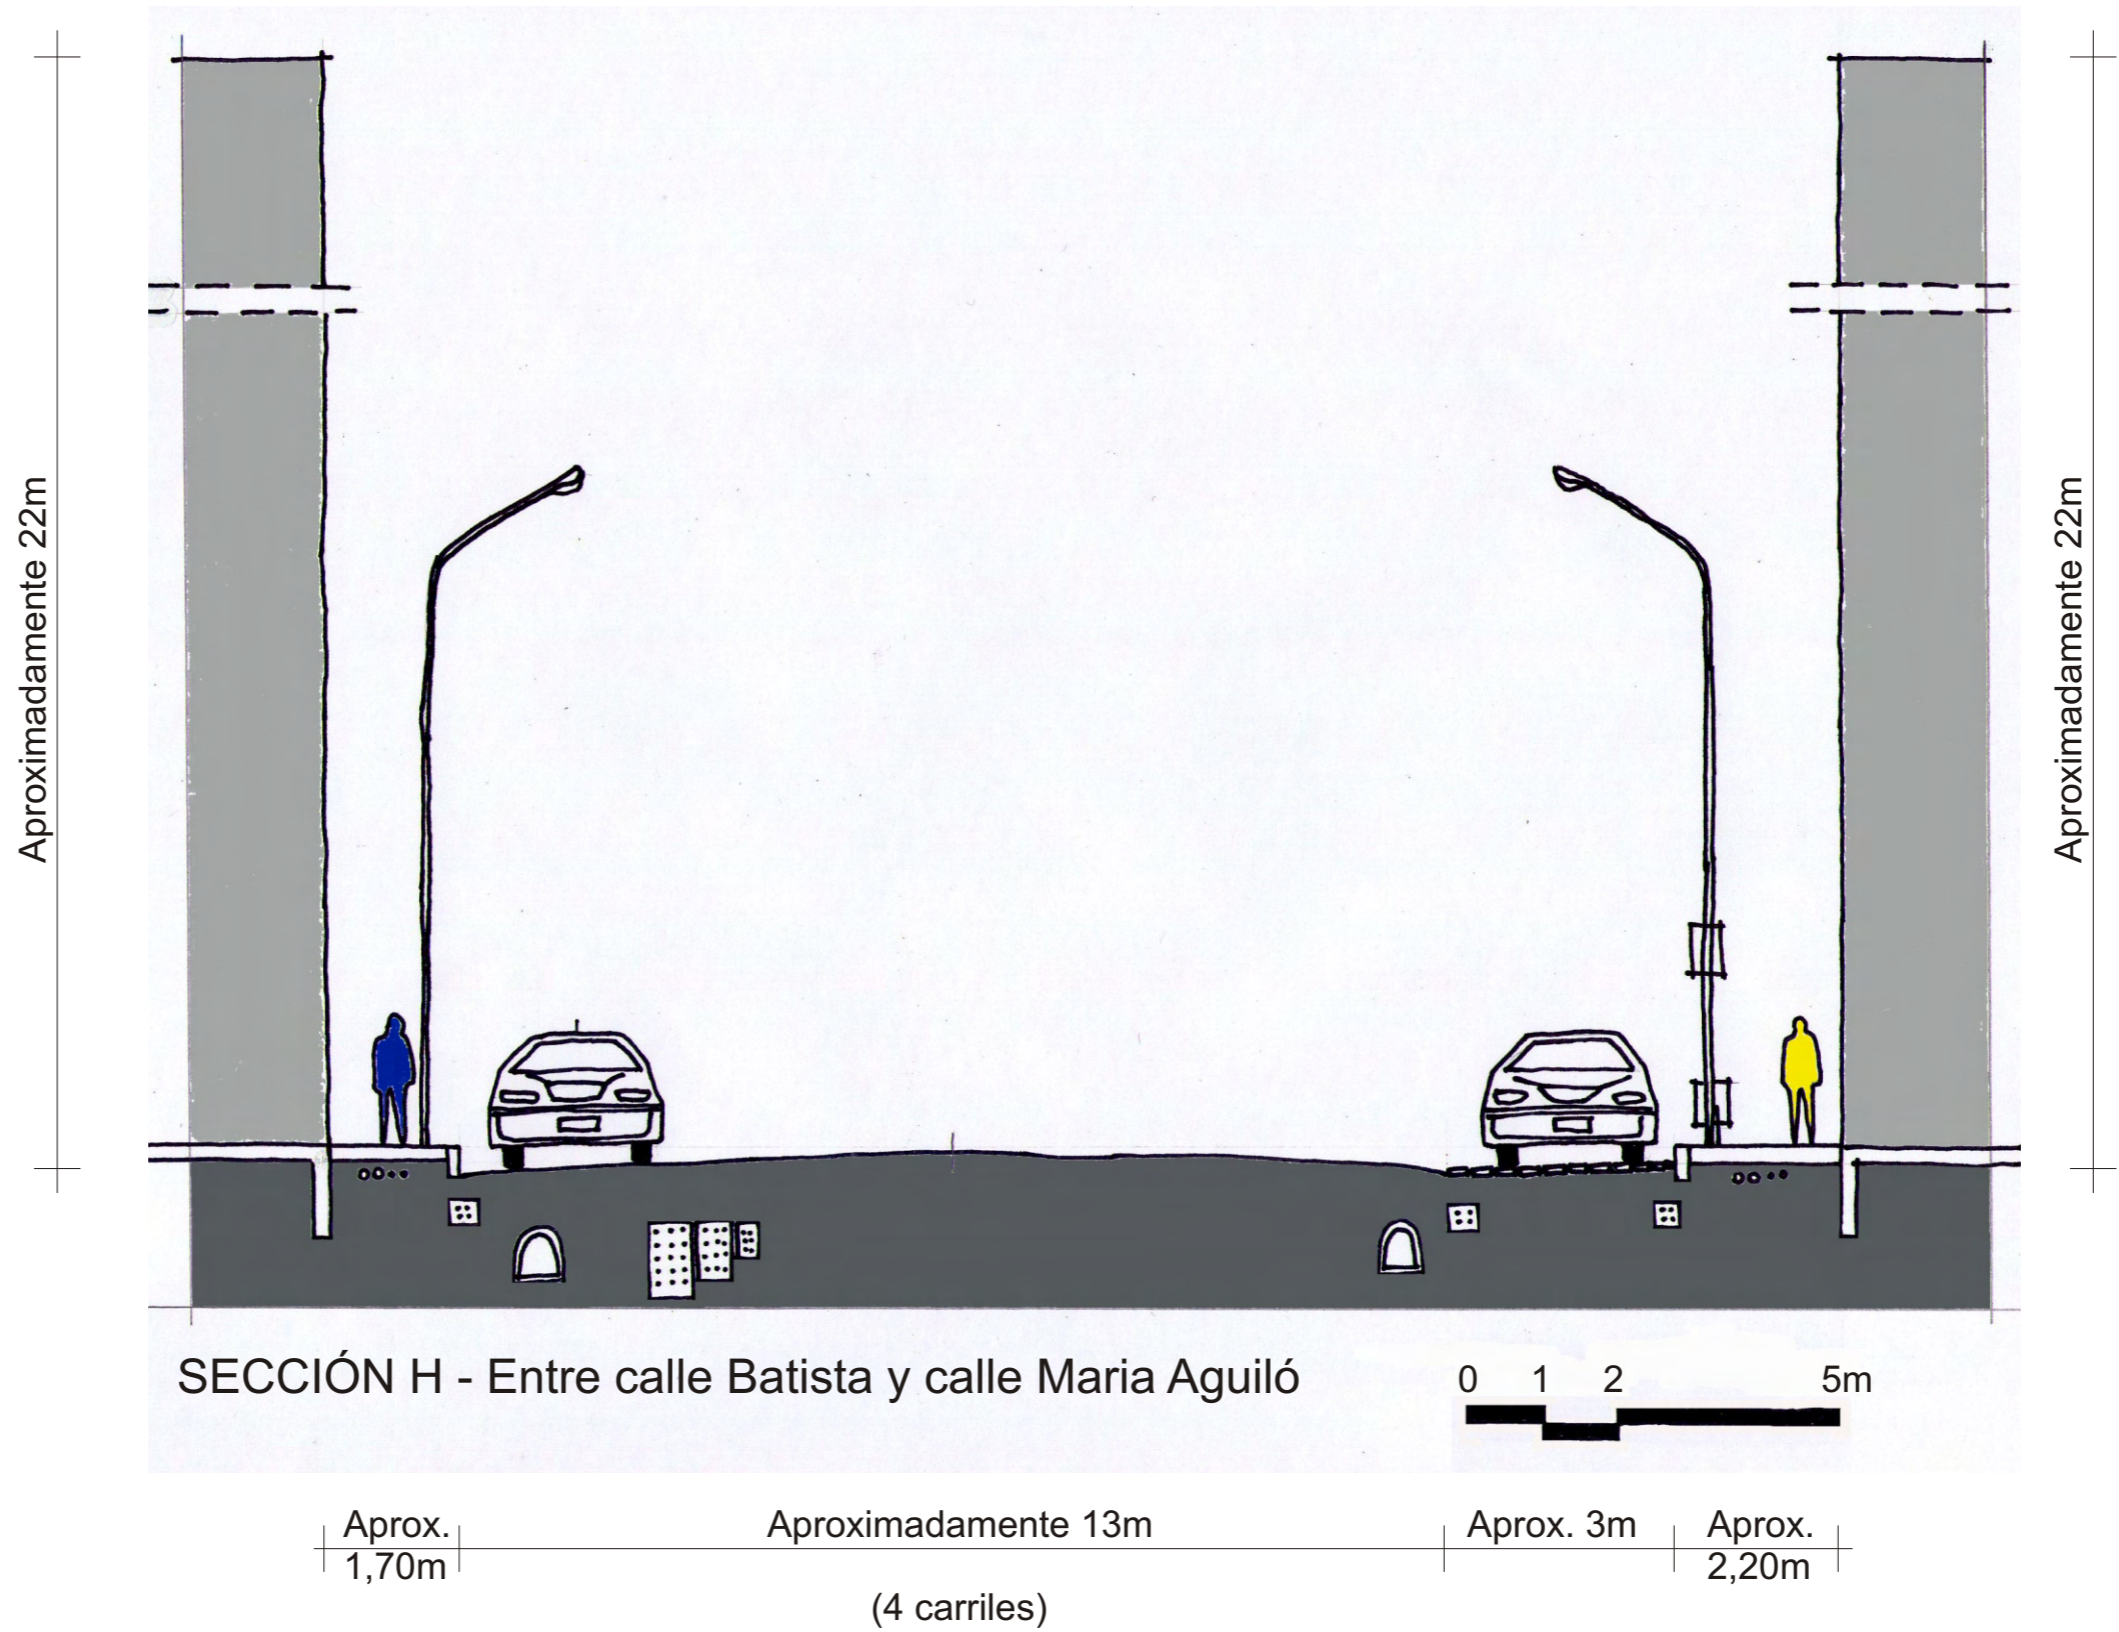 Aproximadamente 22m
Aproximadamente 22m
SECCIÓN H - Entre calle Batista y calle Maria Aguiló
0 1 2 5m
Aprox.
1,70m
Aproximadamente 13m
(4 carriles)
Aprox. 3m
Aprox.
2,20m